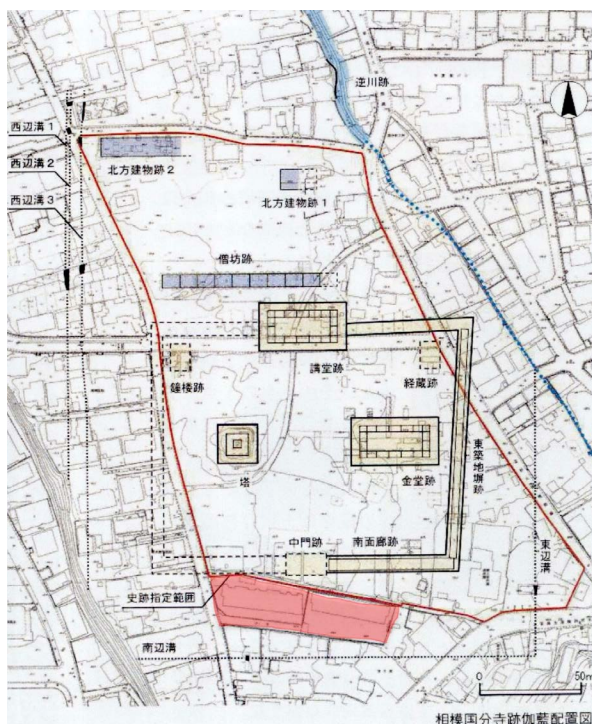 逆川跡
西辺溝1
西辺溝2
西辺溝3
北方建物跡2
北方建物跡1
僧坊跡
鐘楼跡
講堂跡
経蔵跡
塔
金堂跡
東築地塀跡
中門跡
南面廊跡
東辺溝
史跡指定範囲
南辺溝
0
50m
相模国分寺跡伽藍配置図